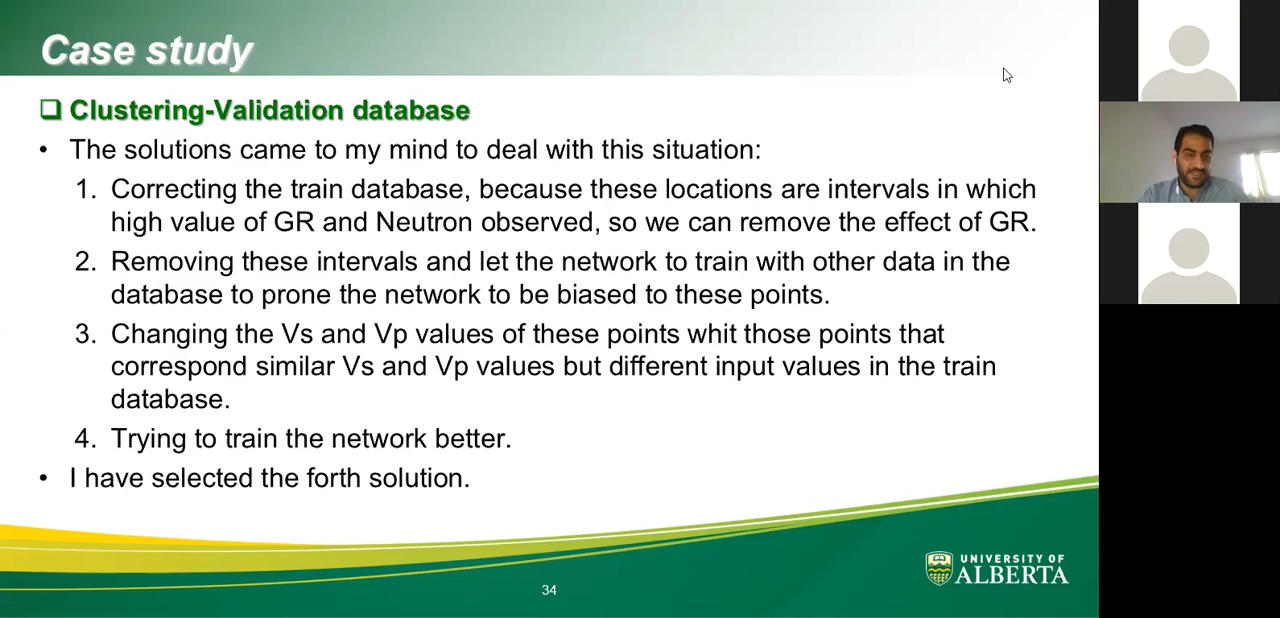 Case study
❑ Clustering-Validation database
• The solutions came to my mind to deal with this situation:
1. Correcting the train database, because these locations are intervals in which
high value of GR and Neutron observed, so we can remove the effect of GR.
2. Removing these intervals and let the network to train with other data in the
database to prone the network to be biased to these points.
3. Changing the Vs and Vp values of these points whit those points that
correspond similar Vs and Vp values but different input values in the train
database.
4. Trying to train the network better.
• I have selected the forth solution.
34
UNIVERSITY OF
ALBERTA